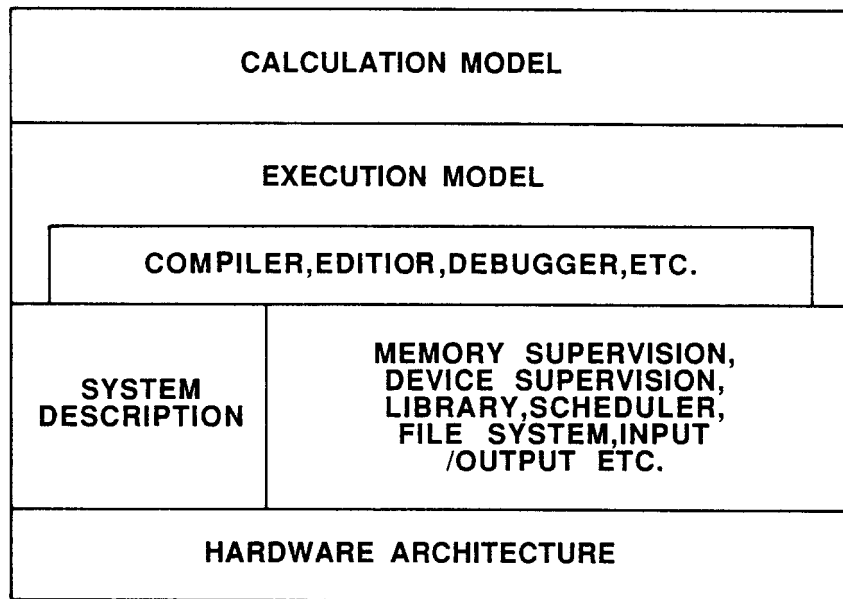 CALCULATION MODEL
EXECUTION MODEL
COMPILER,EDITIOR,DEBUGGER,ETC.
SYSTEM
DESCRIPTION
MEMORY SUPERVISION,
DEVICE SUPERVISION,
LIBRARY,SCHEDULER,
FILE SYSTEM,INPUT
/OUTPUT ETC.
HARDWARE ARCHITECTURE